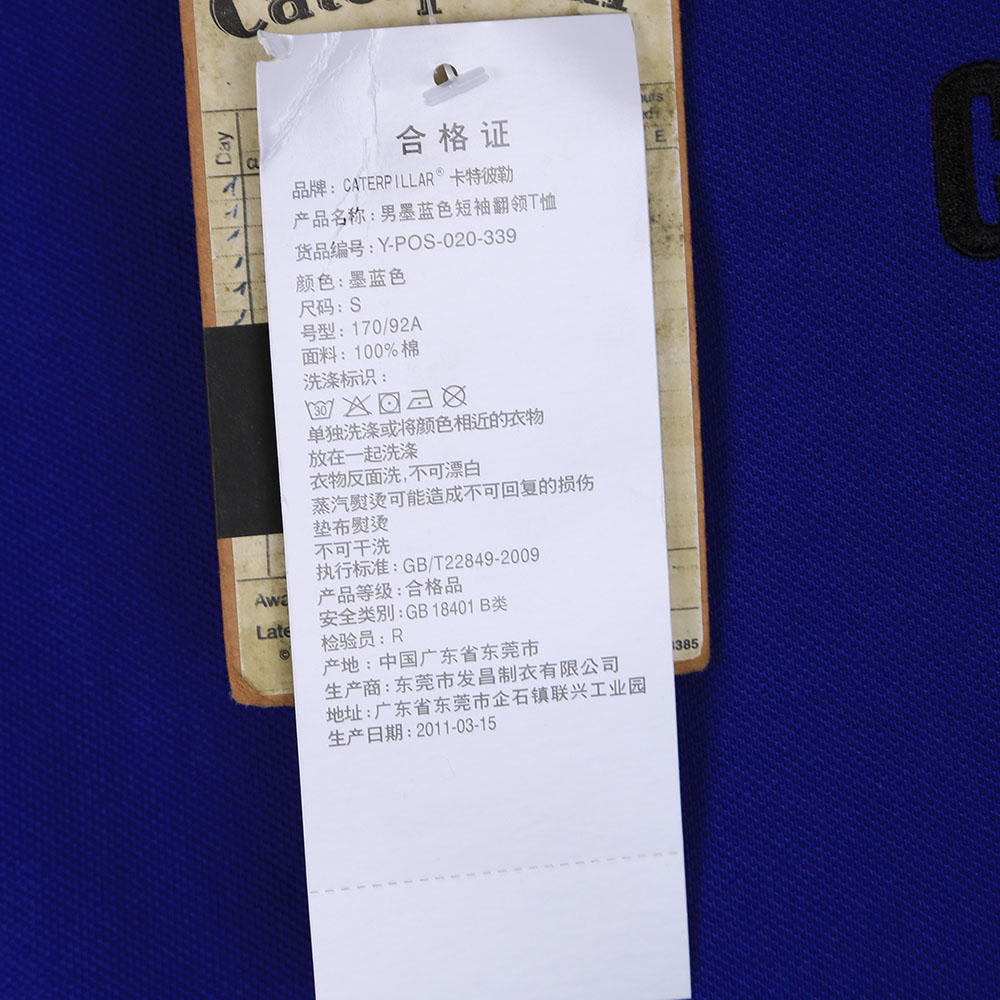 Caterpillar
Day
E
合格证
品牌：CATERPILLAR® 卡特彼勒
产品名称：男墨蓝色短袖翻领T恤
货品编号：Y-POS-020-339
颜色：墨蓝色
尺码：S
号型：170/92A
面料：100%棉
洗涤标识：
30
单独洗涤或将颜色相近的衣物
放在一起洗涤
衣物反面洗,不可漂白
蒸汽熨烫可能造成不可回复的损伤
垫布熨烫
不可干洗
执行标准：GB/T22849-2009
产品等级：合格品
安全类别：GB 18401 B类
检验员：R
产地：中国广东省东莞市
生产商：东莞市发昌制衣有限公司
地址：广东省东莞市企石镇联兴工业园
生产日期：2011-03-15
Awa
Late
©
3385
C